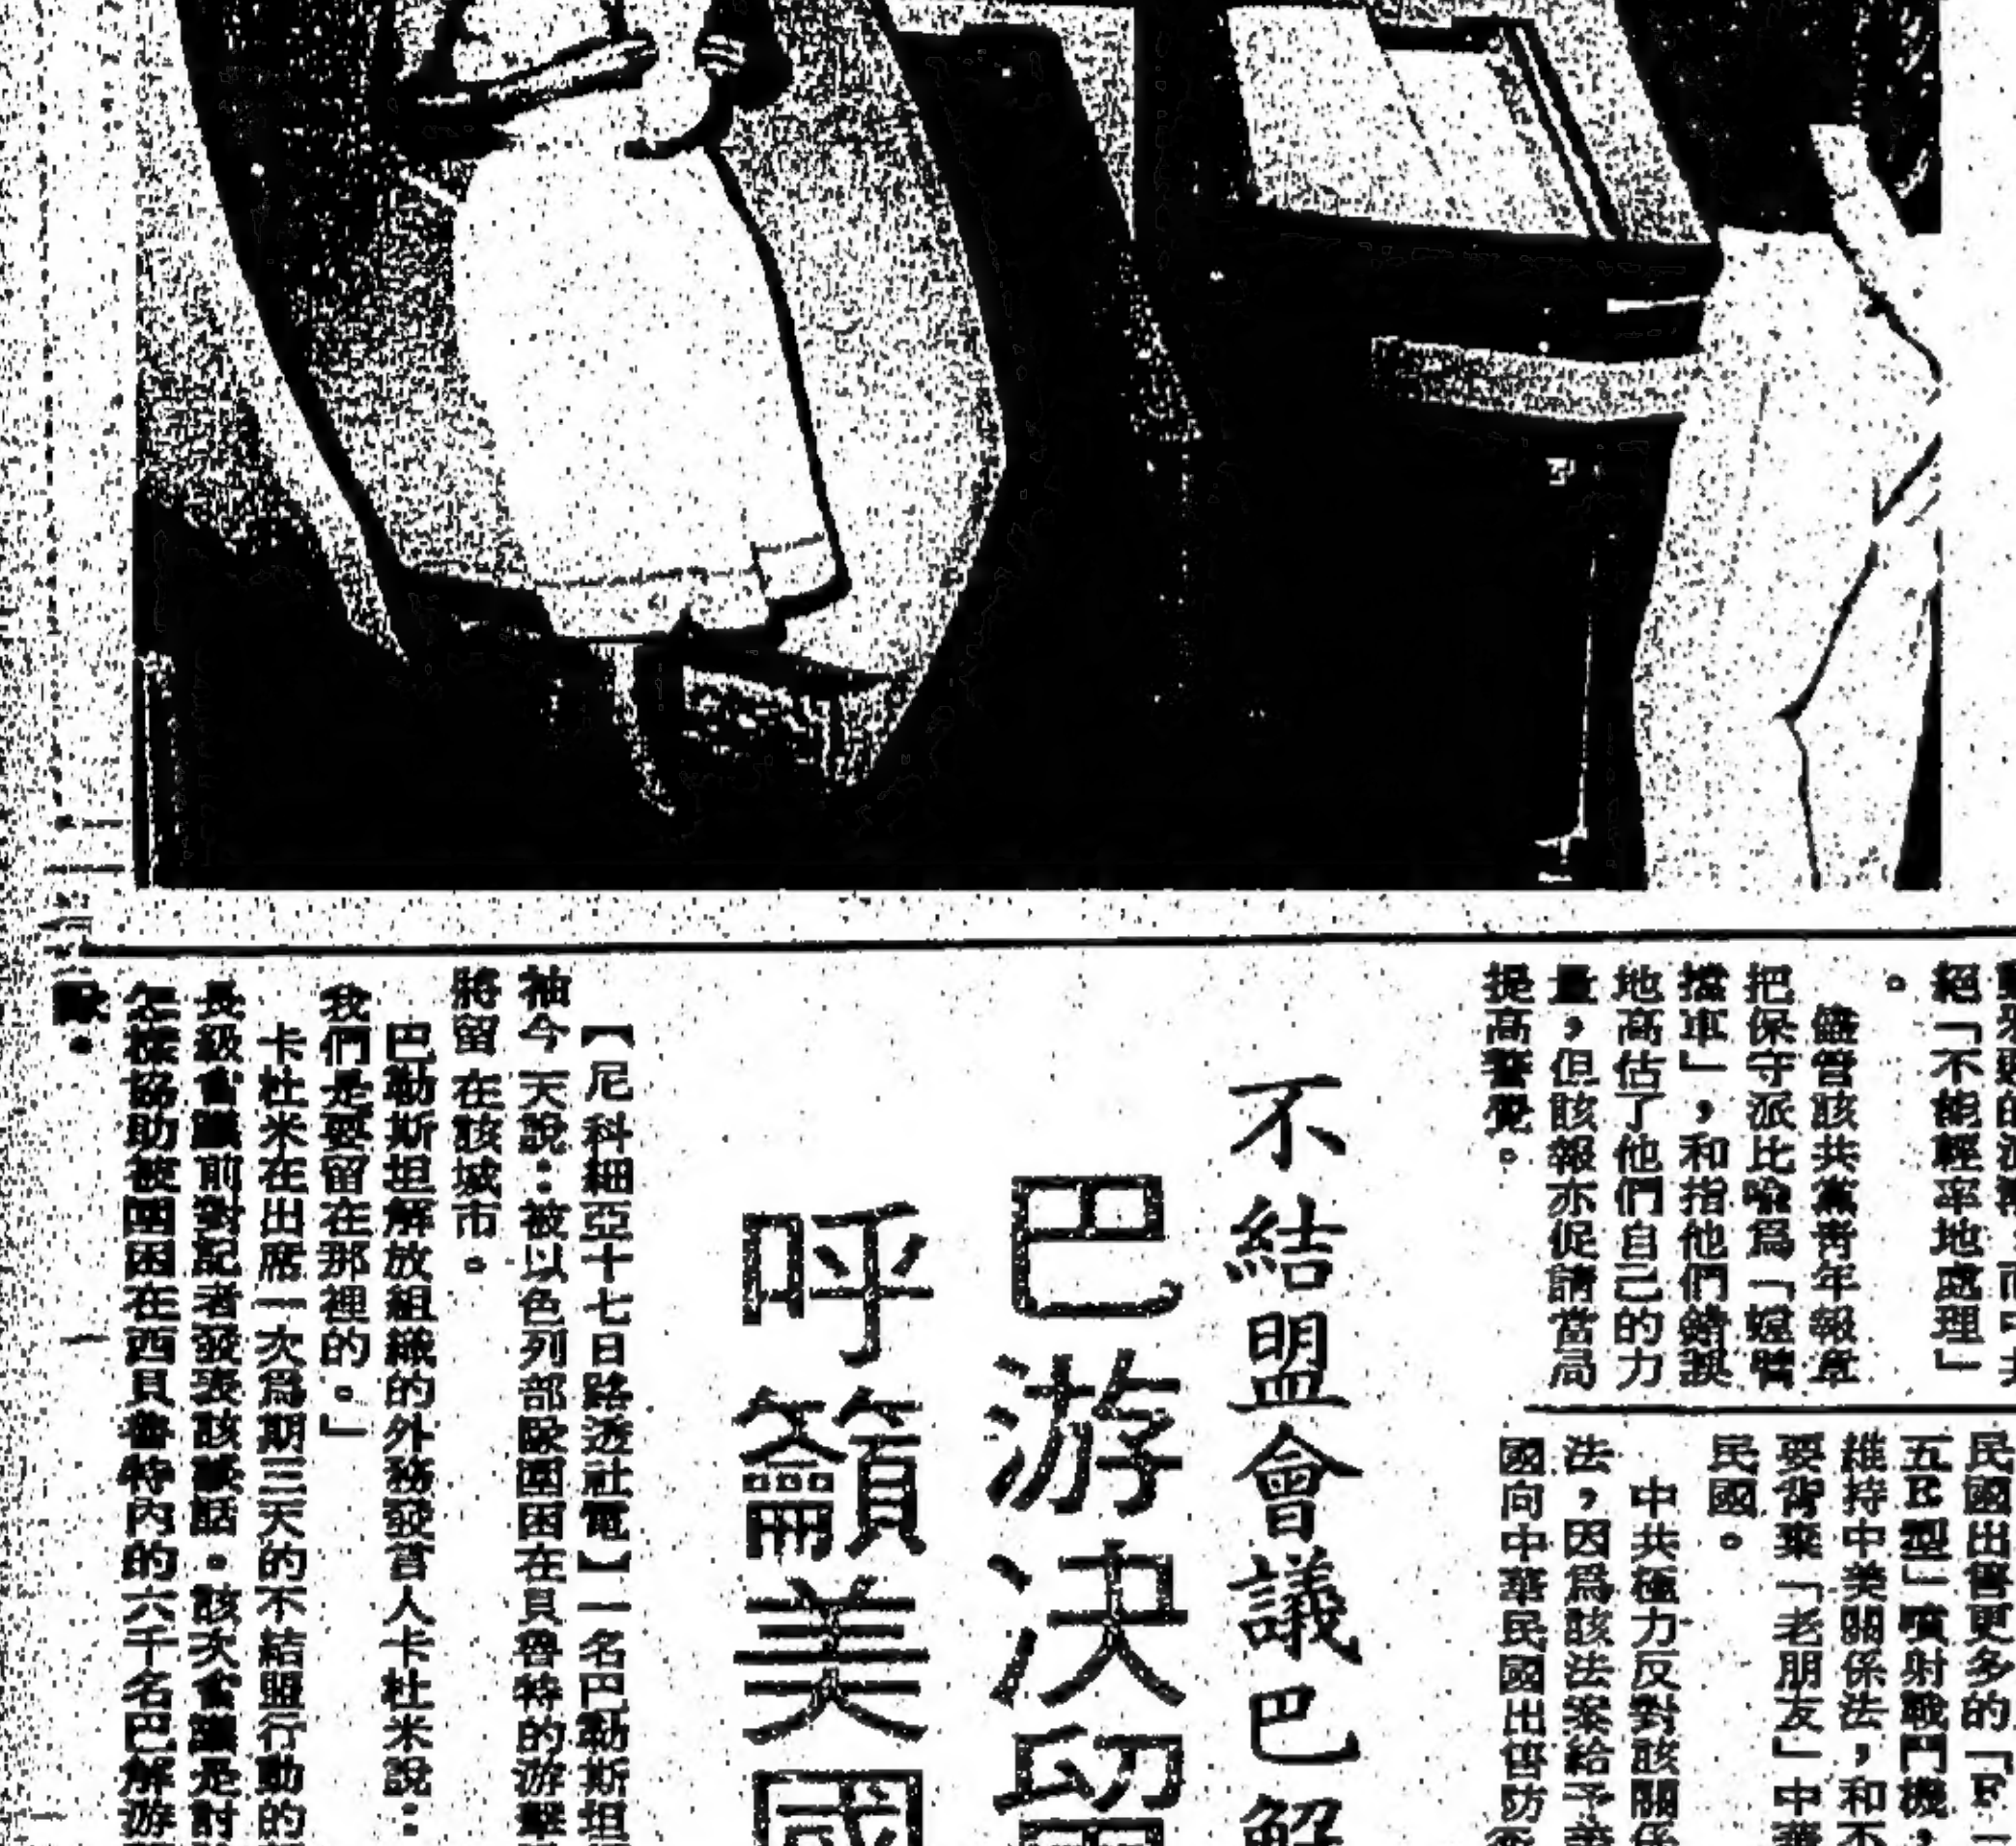 絕「不能輕率地處理」
。
儘管該共黨青年報章
把保守派比喻爲「螳臂
擋車」，和指他們錯誤
地高估了他們自己的力
量，但該報亦促請當局
提高警覺。
民國出售更多的「F
五E型」噴射戰鬥機，
維持中美關係法，和不
要背棄「老朋友」中華
民國。
中共極力反對該關係
法，因爲該法案給予美
國向中華民國出售防
不結盟會議巴解
巴游決留
呼籲美國
【尼科細亞十七日路透社電】一名巴勒斯坦
袖今天說：被以色列部隊圍困在貝魯特的游擊
將留在該城市。
巴勒斯坦解放組織的外務發言人卡杜米說：
我們是要留在那裡的。」
卡杜米在出席一次爲期三天的不結盟行動的
長級會議前對記者發表該談話。該次會議是討
怎樣協助被圍困在西貝魯特內的六千名巴解游
隊。